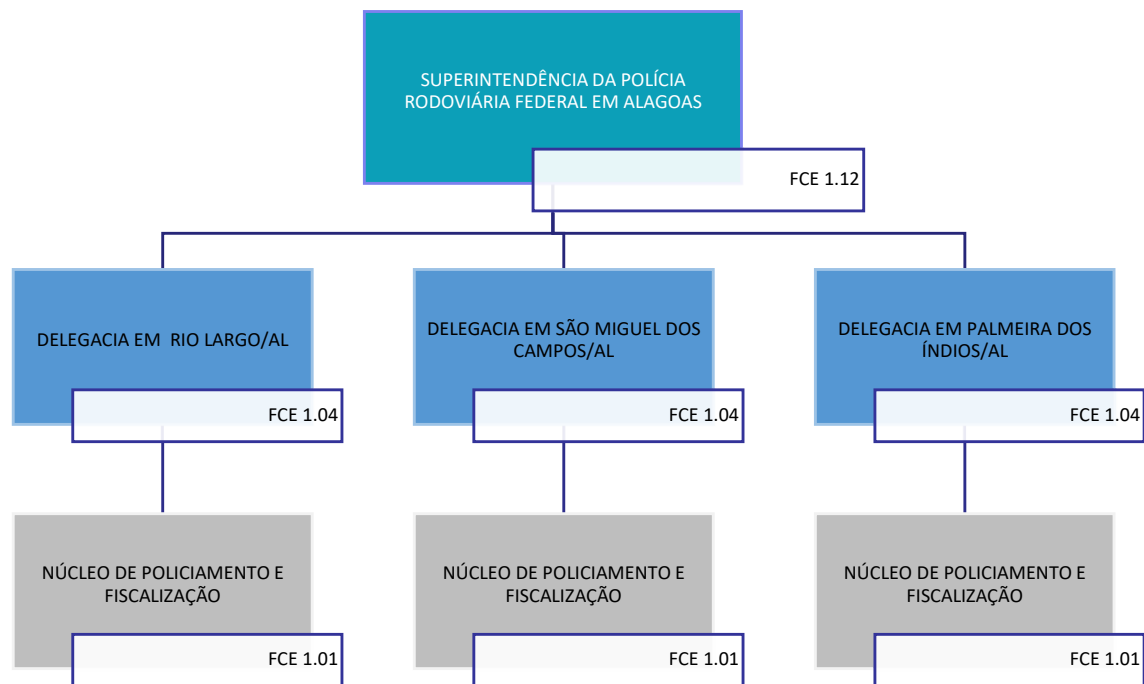 SUPERINTENDÊNCIA DA POLÍCIA
RODOVIÁRIA FEDERAL EM ALAGOAS
FCE 1.12
DELEGACIA EM RIO LARGO/AL
FCE 1.04
DELEGACIA EM SÃO MIGUEL DOS
CAMPOS/AL
FCE 1.04
DELEGACIA EM PALMEIRA DOS
ÍNDIOS/AL
FCE 1.04
NÚCLEO DE POLICIAMENTO E
FISCALIZAÇÃO
FCE 1.01
NÚCLEO DE POLICIAMENTO E
FISCALIZAÇÃO
FCE 1.01
NÚCLEO DE POLICIAMENTO E
FISCALIZAÇÃO
FCE 1.01